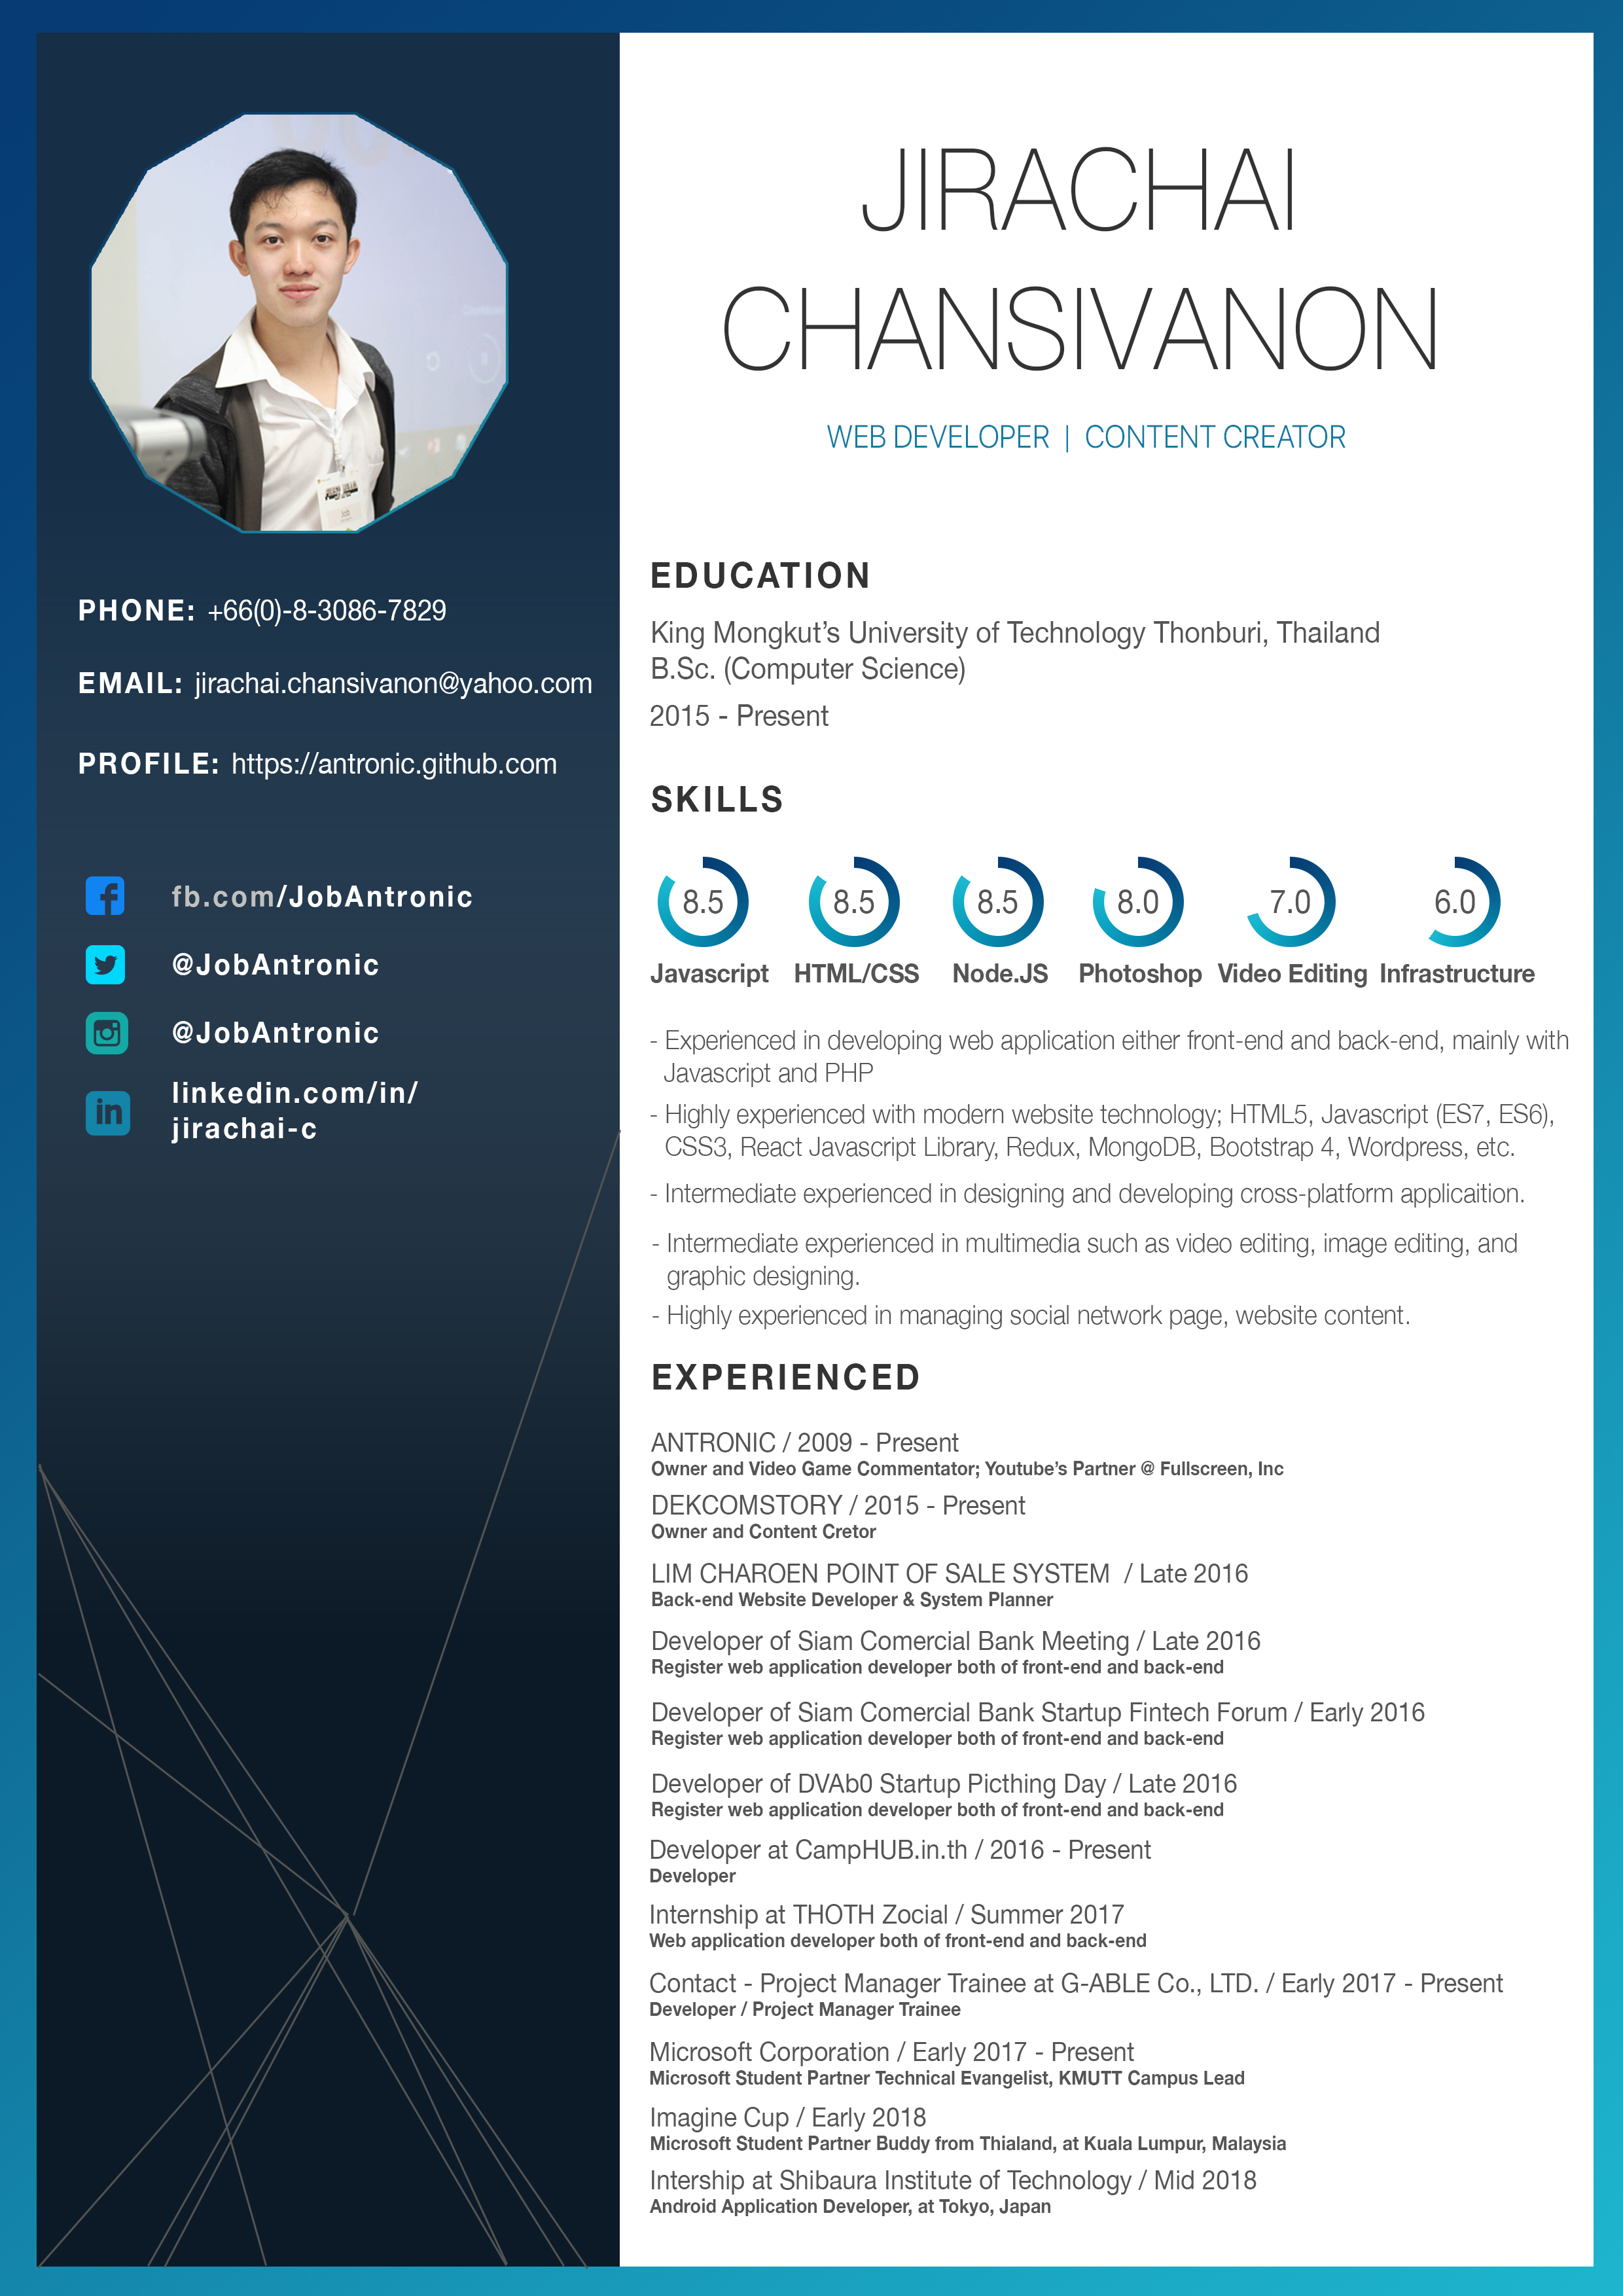 JIRACHAI
CHANSIVANON
WEB DEVELOPER | CONTENT CREATOR
Job
PHONE: +66(0)-8-3086-7829
EMAIL: jirachai.chansivanon@yahoo.com
PROFILE: https://antronic.github.com
fb.com/JobAntronic
@JobAntronic
@JobAntronic
in
linkedin.com/in/
jirachai-c
EDUCATION
King Mongkut's University of Technology Thonburi, Thailand
B.Sc. (Computer Science)
2015 - Present
SKILLS
8.5 8.5 8.5 8.0 7.0 6.0
Javascript HTML/CSS Node.JS Photoshop Video Editing Infrastructure
- Experienced in developing web application either front-end and back-end, mainly with
Javascript and PHP
- Highly experienced with modern website technology; HTML5, Javascript (ES7, ES6),
CSS3, React Javascript Library, Redux, MongoDB, Bootstrap 4, Wordpress, etc.
- Intermediate experienced in designing and developing cross-platform applicaition.
- Intermediate experienced in multimedia such as video editing, image editing, and
graphic designing.
- Highly experienced in managing social network page, website content.
EXPERIENCED
ANTRONIC / 2009 - Present
Owner and Video Game Commentator; Youtube's Partner @ Fullscreen, Inc
DEKCOMSTORY / 2015 - Present
Owner and Content Cretor
LIM CHAROEN POINT OF SALE SYSTEM / Late 2016
Back-end Website Developer & System Planner
Developer of Siam Comercial Bank Meeting / Late 2016
Register web application developer both of front-end and back-end
Developer of Siam Comercial Bank Startup Fintech Forum / Early 2016
Register web application developer both of front-end and back-end
Developer of DVAb0 Startup Picthing Day / Late 2016
Register web application developer both of front-end and back-end
Developer at CampHUB.in.th / 2016 - Present
Developer
Internship at THOTH Zocial / Summer 2017
Web application developer both of front-end and back-end
Contact - Project Manager Trainee at G-ABLE Co., LTD. / Early 2017 - Present
Developer / Project Manager Trainee
Microsoft Corporation / Early 2017 - Present
Microsoft Student Partner Technical Evangelist, KMUTT Campus Lead
Imagine Cup / Early 2018
Microsoft Student Partner Buddy from Thialand, at Kuala Lumpur, Malaysia
Intership at Shibaura Institute of Technology / Mid 2018
Android Application Developer, at Tokyo, Japan